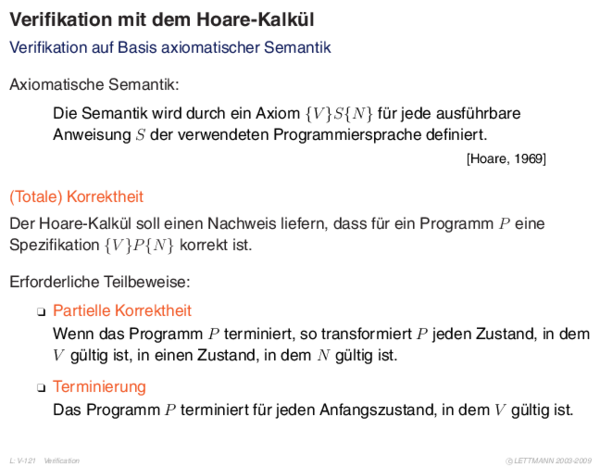 Verifikation mit dem Hoare-Kalkül
Verifikation auf Basis axiomatischer Semantik
Axiomatische Semantik:
Die Semantik wird durch ein Axiom {V}S{N} für jede ausführbare
Anweisung S der verwendeten Programmiersprache definiert.
[Hoare, 1969]
(Totale) Korrektheit
Der Hoare-Kalkül soll einen Nachweis liefern, dass für ein Programm P eine
Spezifikation {V}P{N} korrekt ist.
Erforderliche Teilbeweise:
❑ Partielle Korrektheit
Wenn das Programm P terminiert, so transformiert P jeden Zustand, in dem
V gültig ist, in einen Zustand, in dem N gültig ist.
❑ Terminierung
Das Programm P terminiert für jeden Anfangszustand, in dem V gültig ist.
L: V-121 Verification © LETTMANN 2003-2009